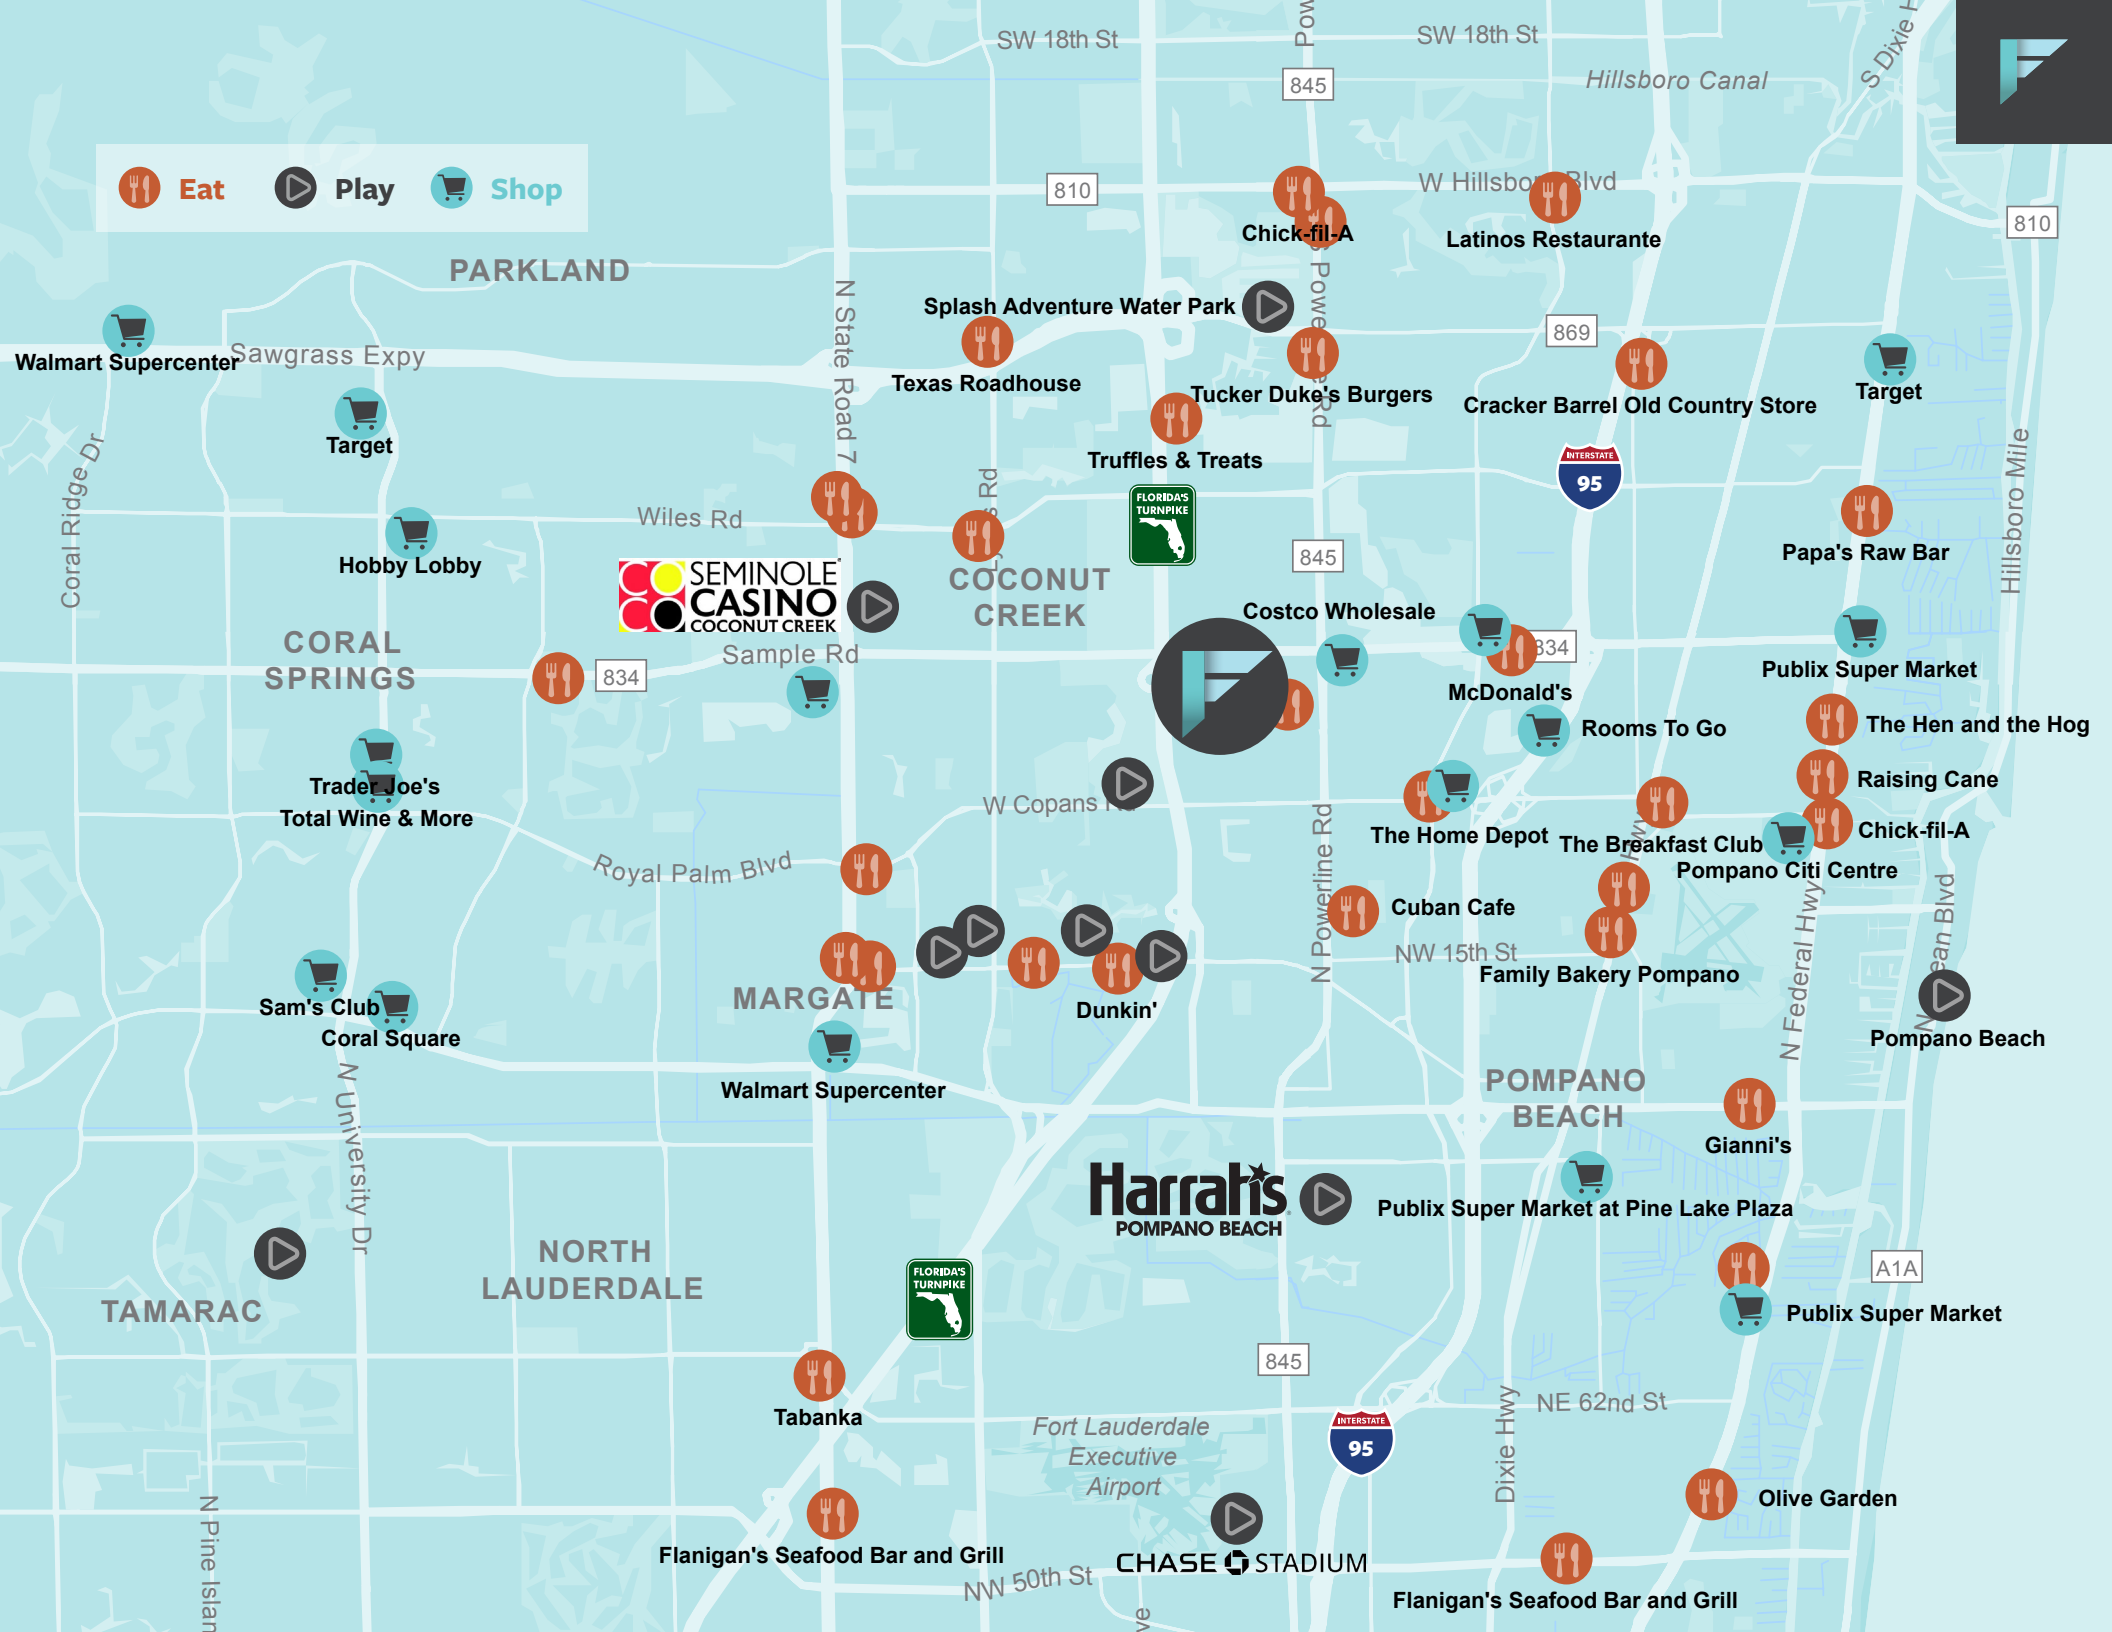 SW 18th St
Pow
SW 18th St
S Dixie H
845
Hillsboro Canal
Eat
Play
Shop
810
W Hillsboro Blvd
810
Chick-fil-A
Latinos Restaurante
PARKLAND
N State Road 7
Splash Adventure Water Park
869
Walmart Supercenter
Sawgrass Expy
Texas Roadhouse
Tucker Duke's Burgers
Cracker Barrel Old Country Store
Target
Target
Truffles & Treats
Coral Ridge Dr
Hillsboro Mile
INTERSTATE
95
FLORIDA'S
TURNPIKE
Wiles Rd
Rd
Papa's Raw Bar
Hobby Lobby
845
SEMINOLE
CASINO
COCONUT CREEK
COCONUT
CREEK
Costco Wholesale
CORAL
SPRINGS
Sample Rd
834
834
Publix Super Market
McDonald's
The Hen and the Hog
Rooms To Go
Raising Cane
Trader Joe's
Total Wine & More
W Copans Rd
The Home Depot
The Breakfast Club
Hwy
Chick-fil-A
Pompano Citi Centre
Royal Palm Blvd
N Powerline Rd
Cuban Cafe
NW 15th St
Family Bakery Pompano
N Federal Hwy
MARGATE
Sam's Club
Dunkin'
Coral Square
Pompano Beach
Walmart Supercenter
N University Dr
POMPANO
BEACH
Gianni's
Harrah's
POMPANO BEACH
Publix Super Market at Pine Lake Plaza
NORTH
LAUDERDALE
FLORIDA'S
TURNPIKE
A1A
TAMARAC
Publix Super Market
845
Tabanka
Fort Lauderdale
Executive
Airport
INTERSTATE
95
Dixie Hwy
NE 62nd St
Olive Garden
N Pine Islan
Flanigan's Seafood Bar and Grill
NW 50th St
CHASE STADIUM
Flanigan's Seafood Bar and Grill
ve